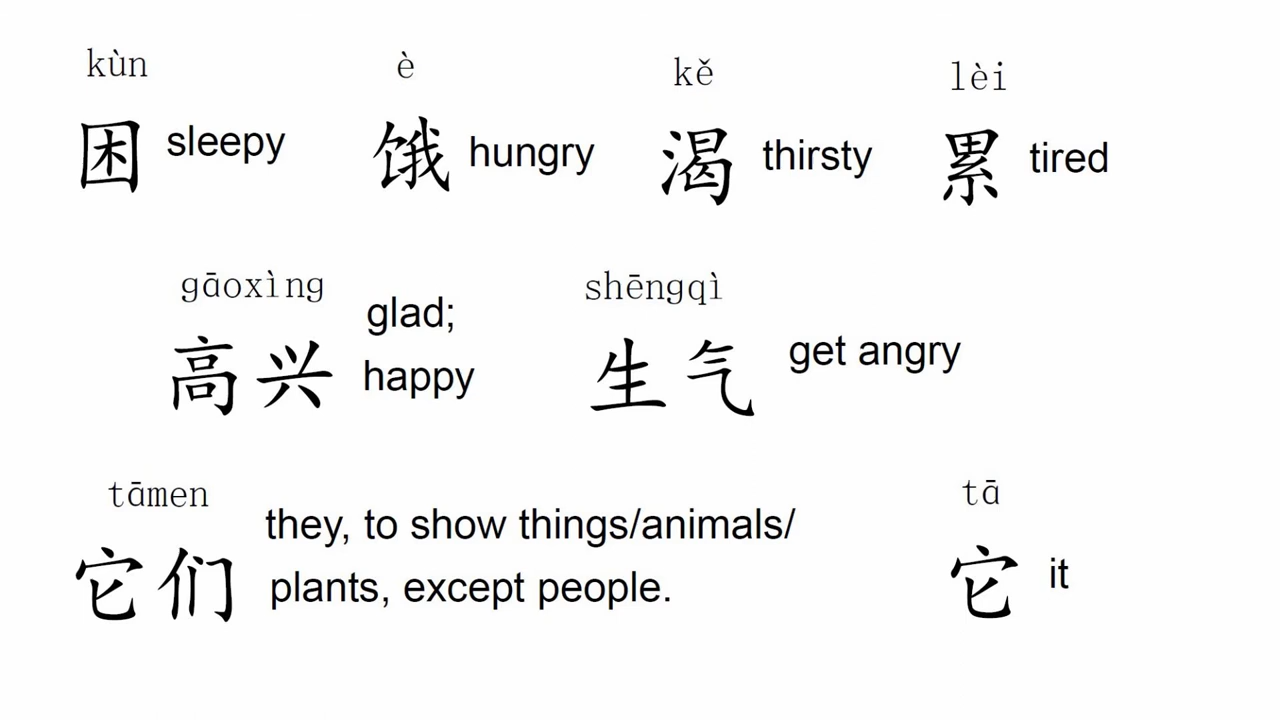 kùn è kě lèi
困 sleepy 饿 hungry 渴 thirsty 累 tired
gāoxìng shēngqì
高兴 glad; happy 生气 get angry
tāmen tā
它们 they, to show things/animals/
plants, except people. 它 it